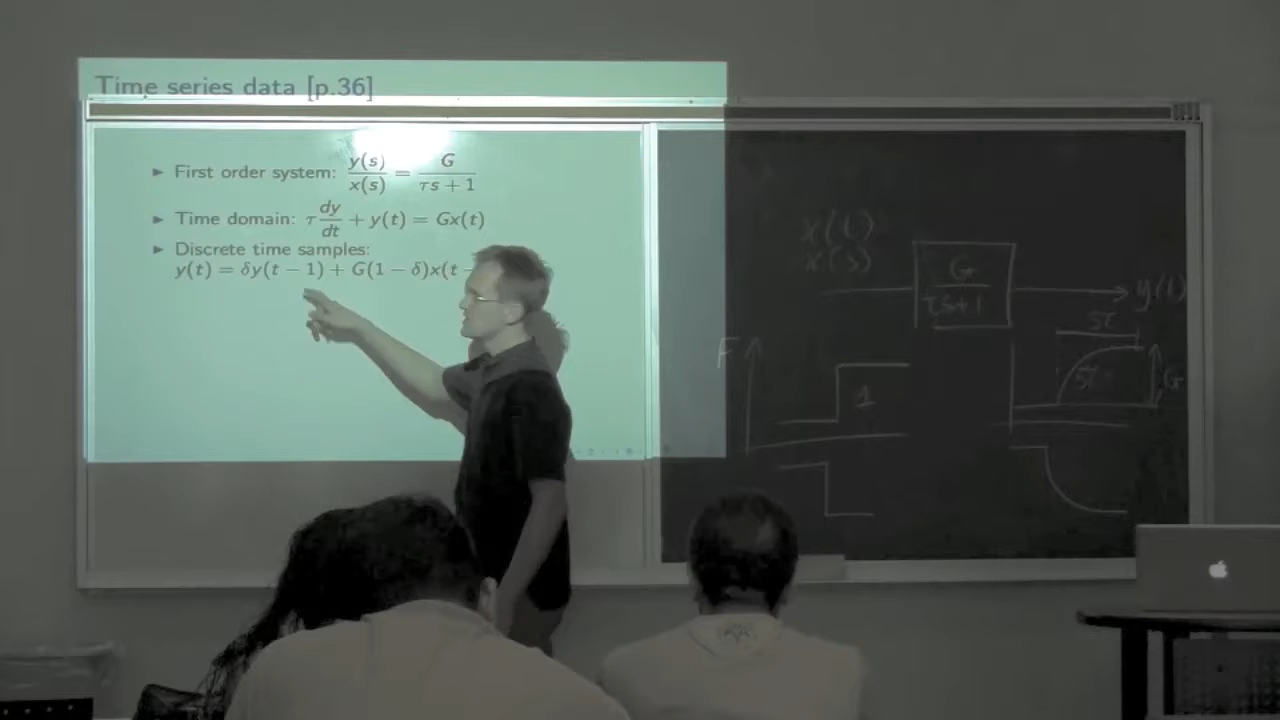 Time series data [p.36]
► First order system: y(s)/x(s) = G/(τs + 1)
► Time domain: τ dy/dt + y(t) = Gx(t)
► Discrete time samples:
y(t) = δy(t − 1) + G(1 − δ)x(t −
x(t)
x(s)
G
τs+1
y(t)
5τ
F
1
5τ
G